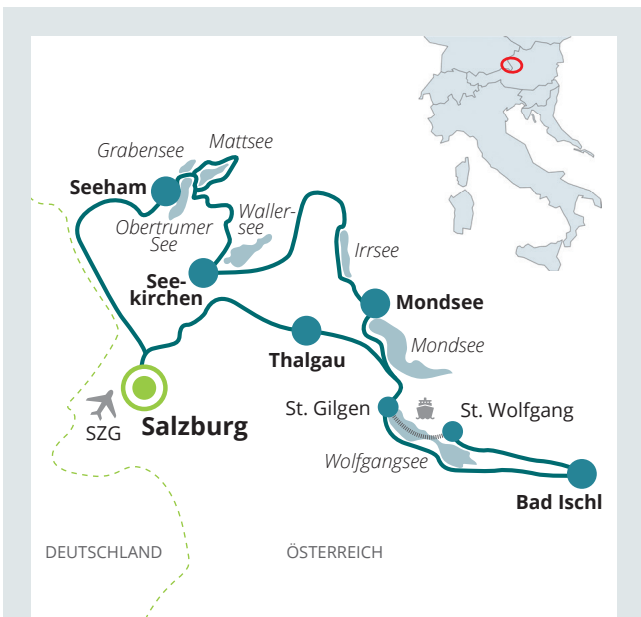 Grabensee
Mattsee
Seeham
Obertrumer
See
Waller-
see
See-
kirchen
Irrsee
Mondsee
Mondsee
Thalgau
St. Gilgen
St. Wolfgang
SZG
Salzburg
Wolfgangsee
Bad Ischl
DEUTSCHLAND
ÖSTERREICH